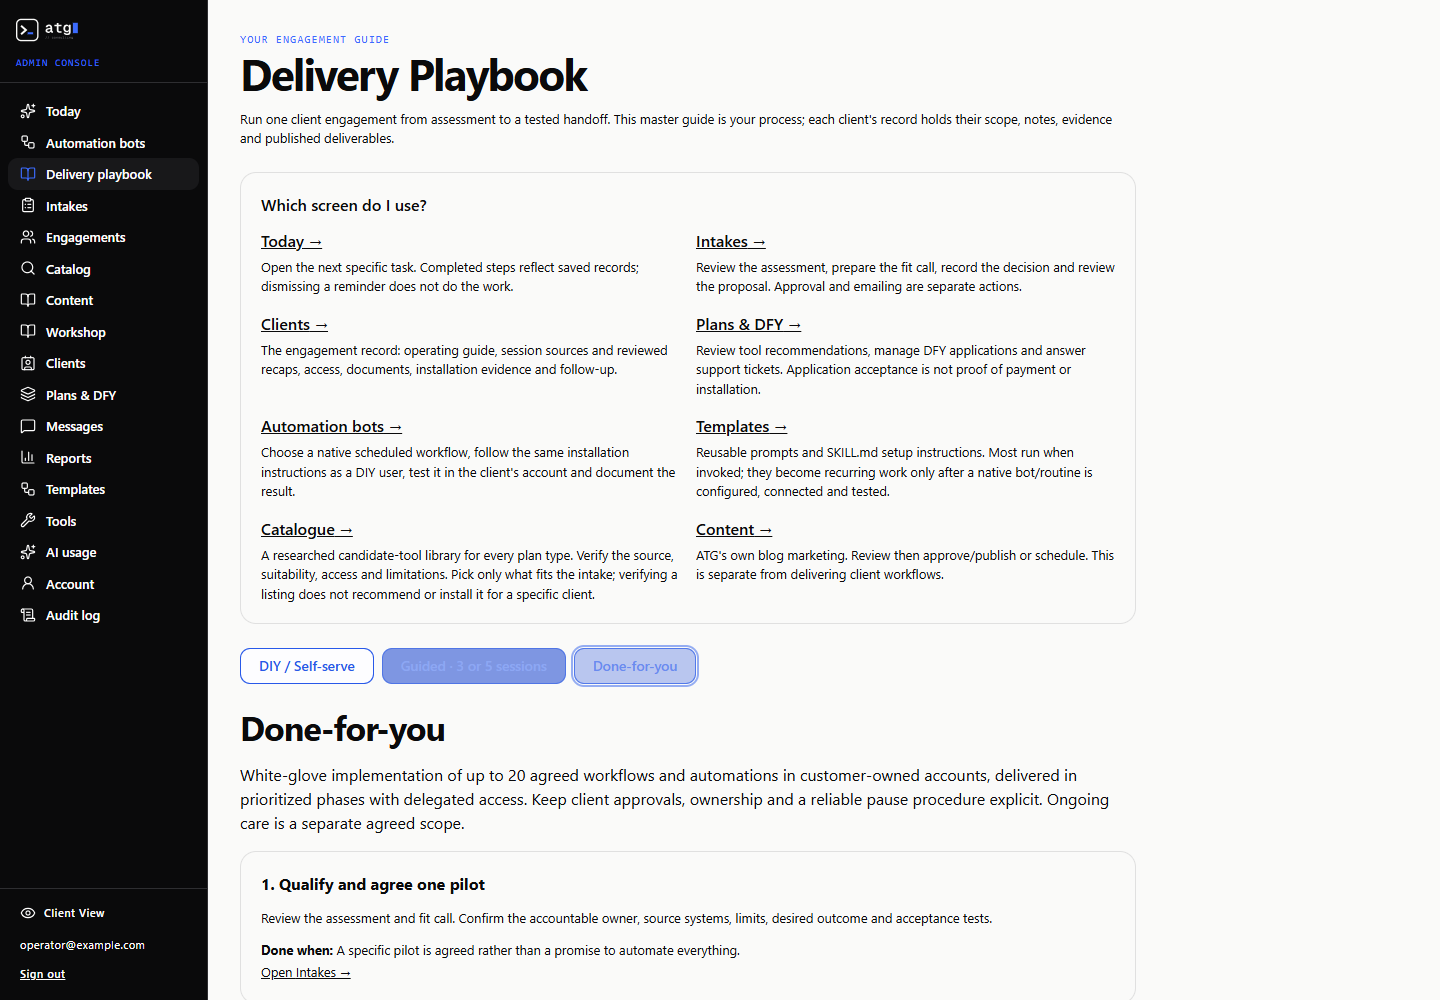 atg
ADMIN CONSOLE
Today
Automation bots
Delivery playbook
Intakes
Engagements
Catalog
Content
Workshop
Clients
Plans & DFY
Messages
Reports
Templates
Tools
AI usage
Account
Audit log
Client View
operator@example.com
Sign out
YOUR ENGAGEMENT GUIDE
Delivery Playbook
Run one client engagement from assessment to a tested handoff. This master guide is your process; each client's record holds their scope, notes, evidence
and published deliverables.
Which screen do I use?
Today →
Open the next specific task. Completed steps reflect saved records;
dismissing a reminder does not do the work.
Intakes →
Review the assessment, prepare the fit call, record the decision and review
the proposal. Approval and emailing are separate actions.
Clients →
The engagement record: operating guide, session sources and reviewed
recaps, access, documents, installation evidence and follow-up.
Plans & DFY →
Review tool recommendations, manage DFY applications and answer
support tickets. Application acceptance is not proof of payment or
installation.
Automation bots →
Choose a native scheduled workflow, follow the same installation
instructions as a DIY user, test it in the client's account and document the
result.
Templates →
Reusable prompts and SKILL.md setup instructions. Most run when
invoked; they become recurring work only after a native bot/routine is
configured, connected and tested.
Catalogue →
A researched candidate-tool library for every plan type. Verify the source,
suitability, access and limitations. Pick only what fits the intake; verifying a
listing does not recommend or install it for a specific client.
Content →
ATG's own blog marketing. Review then approve/publish or schedule. This
is separate from delivering client workflows.
DIY / Self-serve
Guided · 3 or 5 sessions
Done-for-you
Done-for-you
White-glove implementation of up to 20 agreed workflows and automations in customer-owned accounts, delivered in
prioritized phases with delegated access. Keep client approvals, ownership and a reliable pause procedure explicit. Ongoing
care is a separate agreed scope.
1. Qualify and agree one pilot
Review the assessment and fit call. Confirm the accountable owner, source systems, limits, desired outcome and acceptance tests.
Done when: A specific pilot is agreed rather than a promise to automate everything.
Open Intakes →